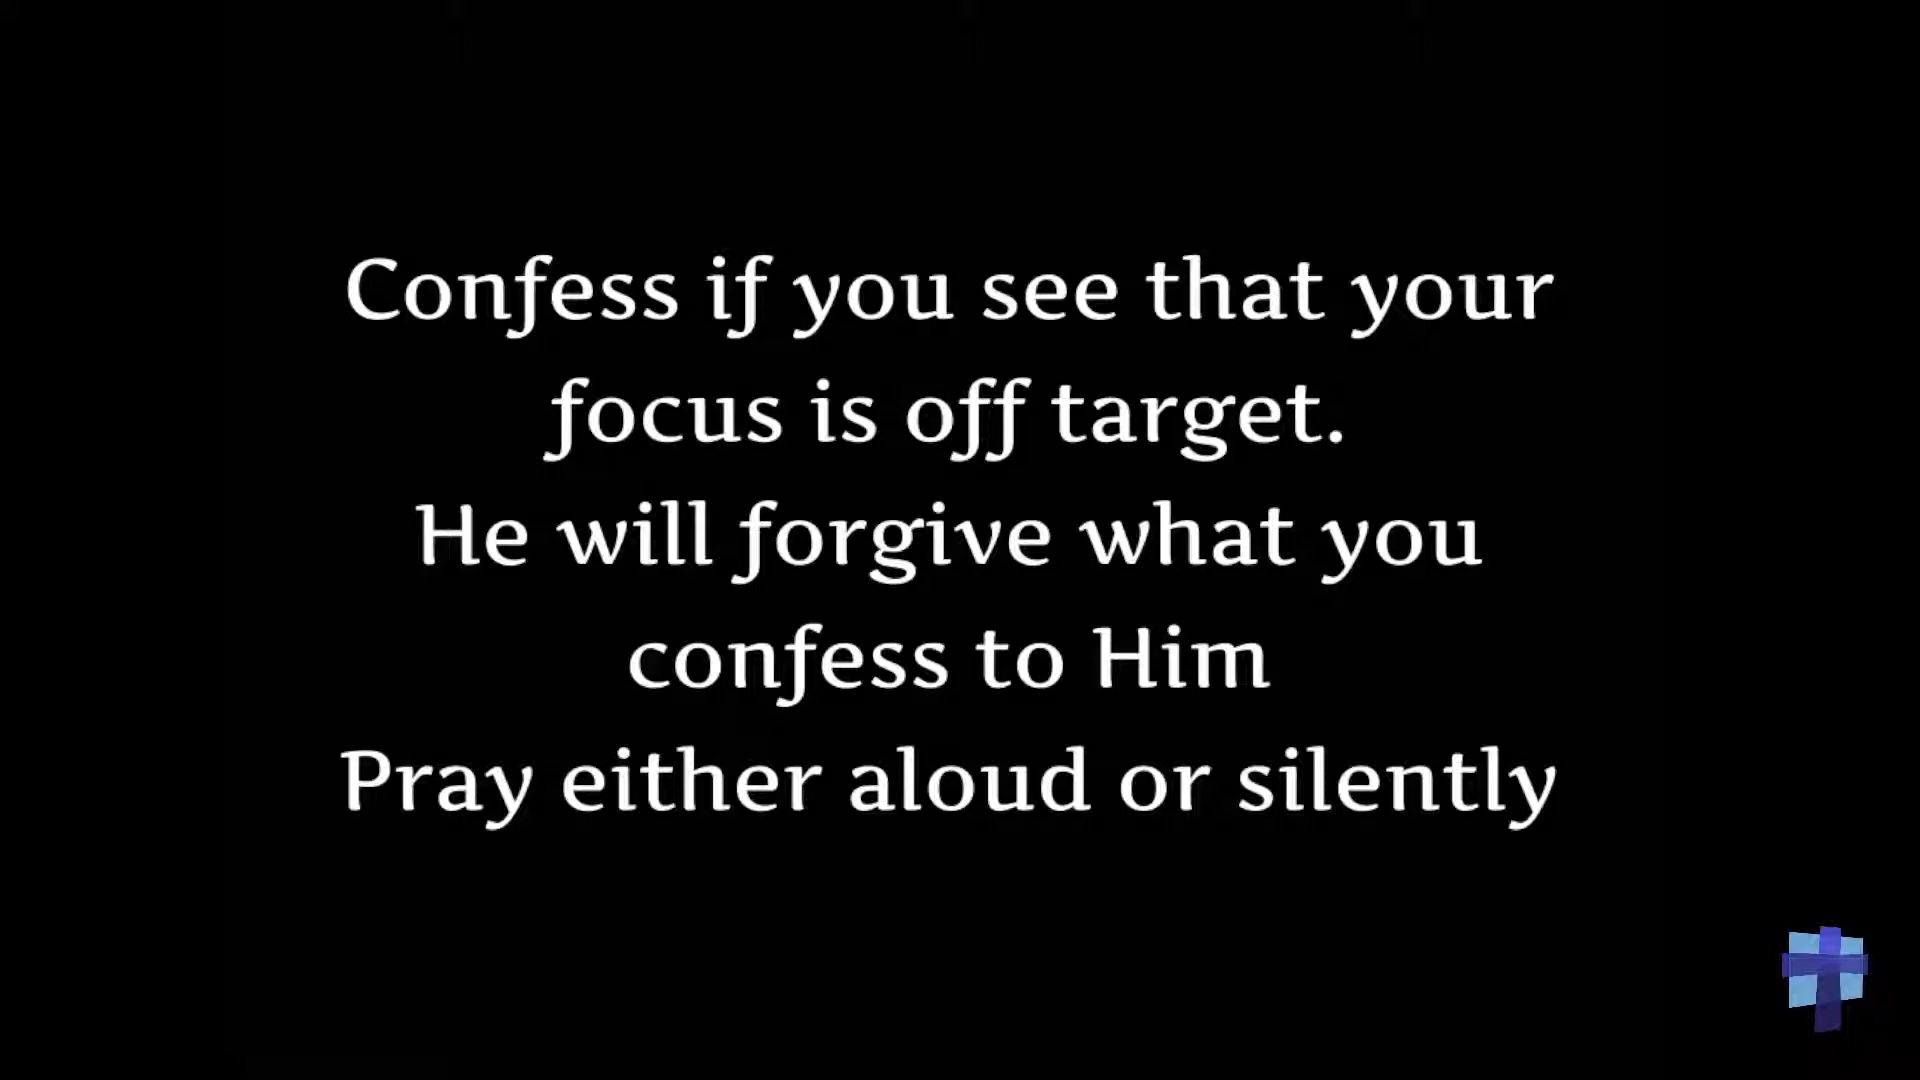 Confess if you see that your
focus is off target.
He will forgive what you
confess to Him
Pray either aloud or silently